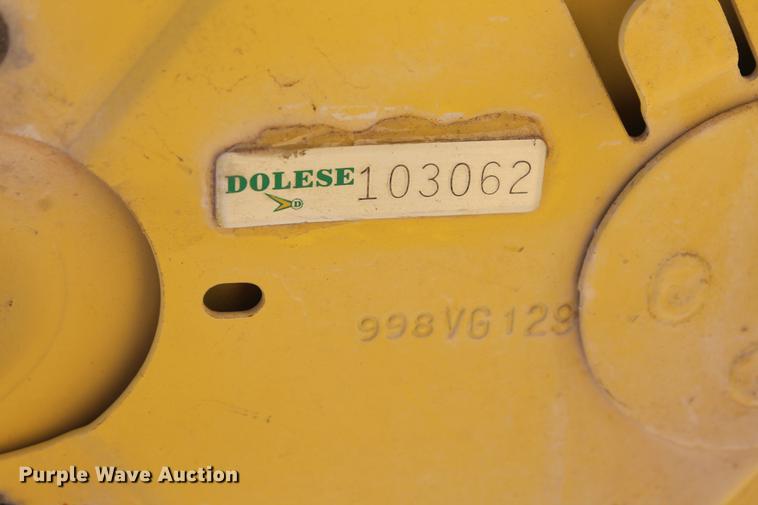 DOLESE 103062
D
998VG129
Purple Wave Auction